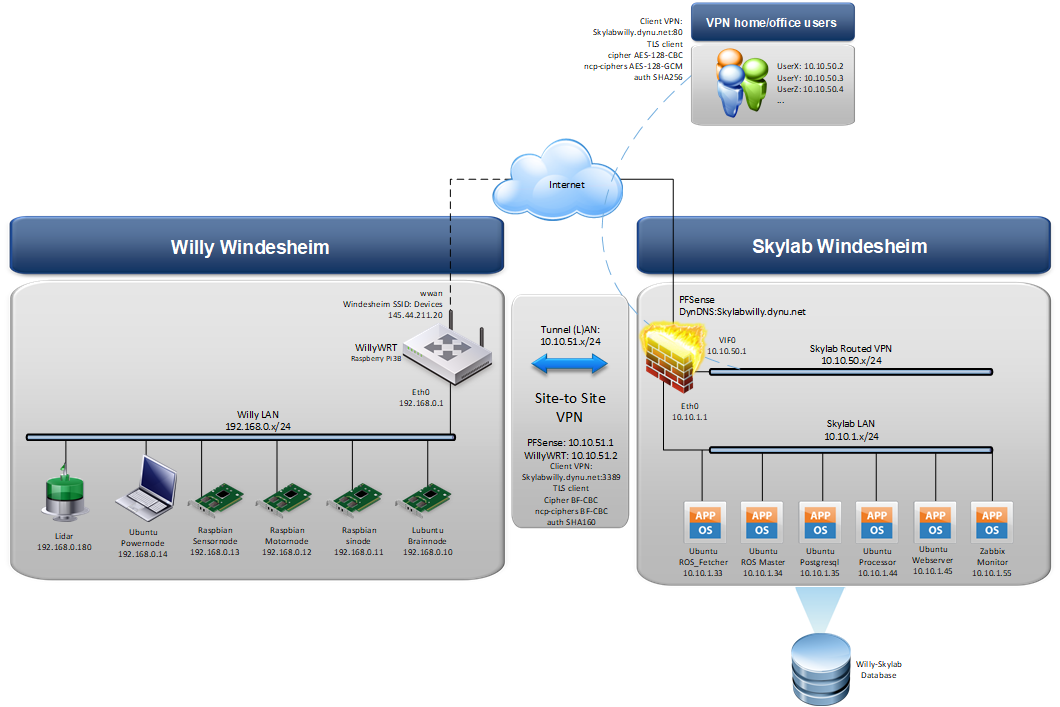 Client VPN:
Skylabwilly.dynu.net:80
TLS client
cipher AES-128-CBC
ncp-ciphers AES-128-GCM
auth SHA256
VPN home/office users
UserX: 10.10.50.2
UserY: 10.10.50.3
UserZ: 10.10.50.4
...
Internet
Willy Windesheim
wwan
Windesheim SSID: Devices
145.44.211.20
WillyWRT
Raspberry Pi3B
Eth0
192.168.0.1
Willy LAN
192.168.0.x/24
Lidar
192.168.0.180
Ubuntu
Powernode
192.168.0.14
Raspbian
Sensornode
192.168.0.13
Raspbian
Motornode
192.168.0.12
Raspbian
sinode
192.168.0.11
Lubuntu
Brainnode
192.168.0.10
Tunnel (L)AN:
10.10.51.x/24
Site-to Site
VPN
PFSense: 10.10.51.1
WillyWRT: 10.10.51.2
Client VPN:
Skylabwilly.dynu.net:3389
TLS client
Cipher BF-CBC
ncp-ciphers BF-CBC
auth SHA160
Skylab Windesheim
PFSense
DynDNS:Skylabwilly.dynu.net
VIF0
10.10.50.1
Skylab Routed VPN
10.10.50.x/24
Eth0
10.10.1.1
Skylab LAN
10.10.1.x/24
APP
OS
APP
OS
APP
OS
APP
OS
APP
OS
APP
OS
Ubuntu
ROS_Fetcher
10.10.1.33
Ubuntu
ROS Master
10.10.1.34
Ubuntu
Postgresql
10.10.1.35
Ubuntu
Processor
10.10.1.44
Ubuntu
Webserver
10.10.1.45
Zabbix
Monitor
10.10.1.55
Willy-Skylab
Database